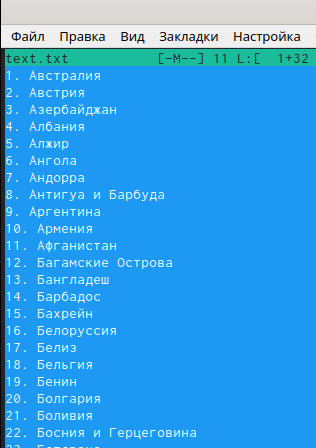 Файл Правка Вид Закладки Настройка
text.txt [-M--] 11 L:[ 1+32
1. Австралия
2. Австрия
3. Азербайджан
4. Албания
5. Алжир
6. Ангола
7. Андорра
8. Антигуа и Барбуда
9. Аргентина
10. Армения
11. Афганистан
12. Багамские Острова
13. Бангладеш
14. Барбадос
15. Бахрейн
16. Белоруссия
17. Белиз
18. Бельгия
19. Бенин
20. Болгария
21. Боливия
22. Босния и Герцеговина